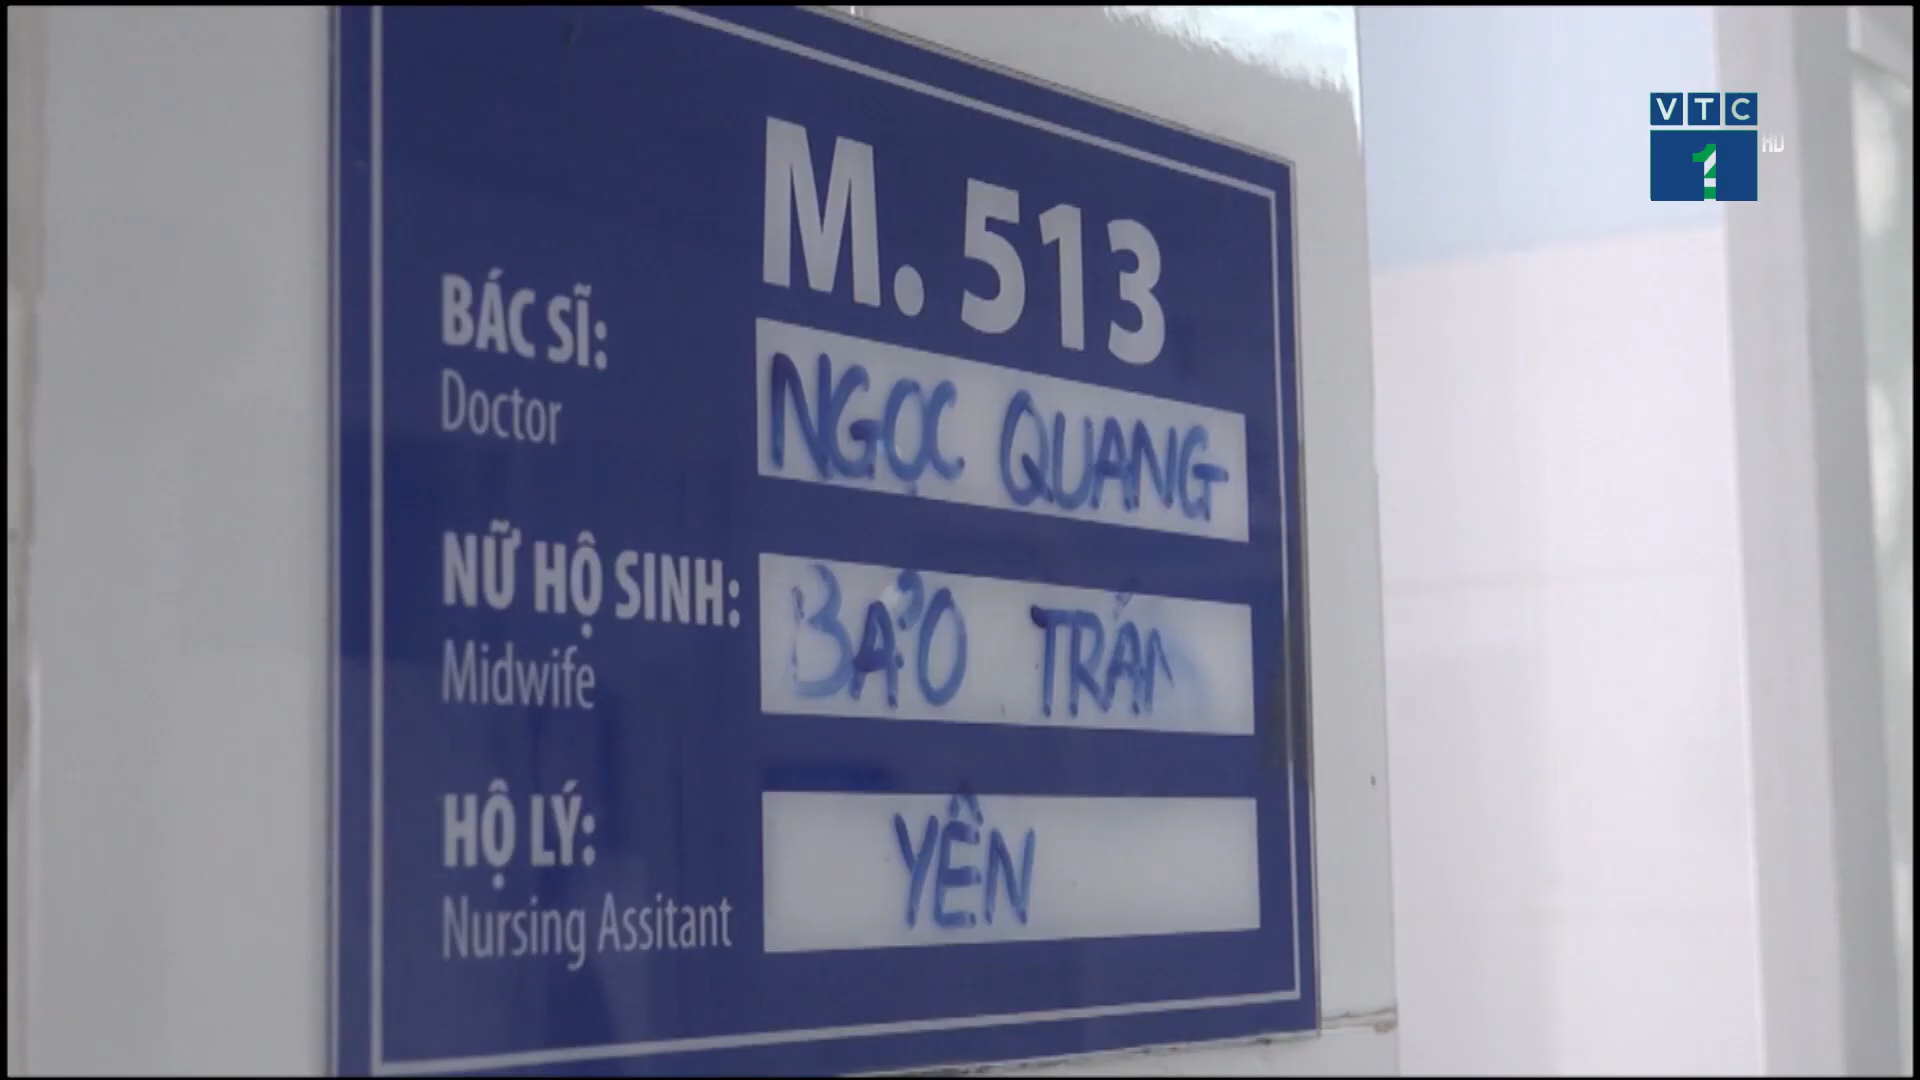 VTC
1 HD
M. 513
BÁC SĨ: NGỌC QUANG
Doctor
NỮ HỘ SINH: BẢO
Midwife
HỘ LÝ: YẾN
Nursing Assitant